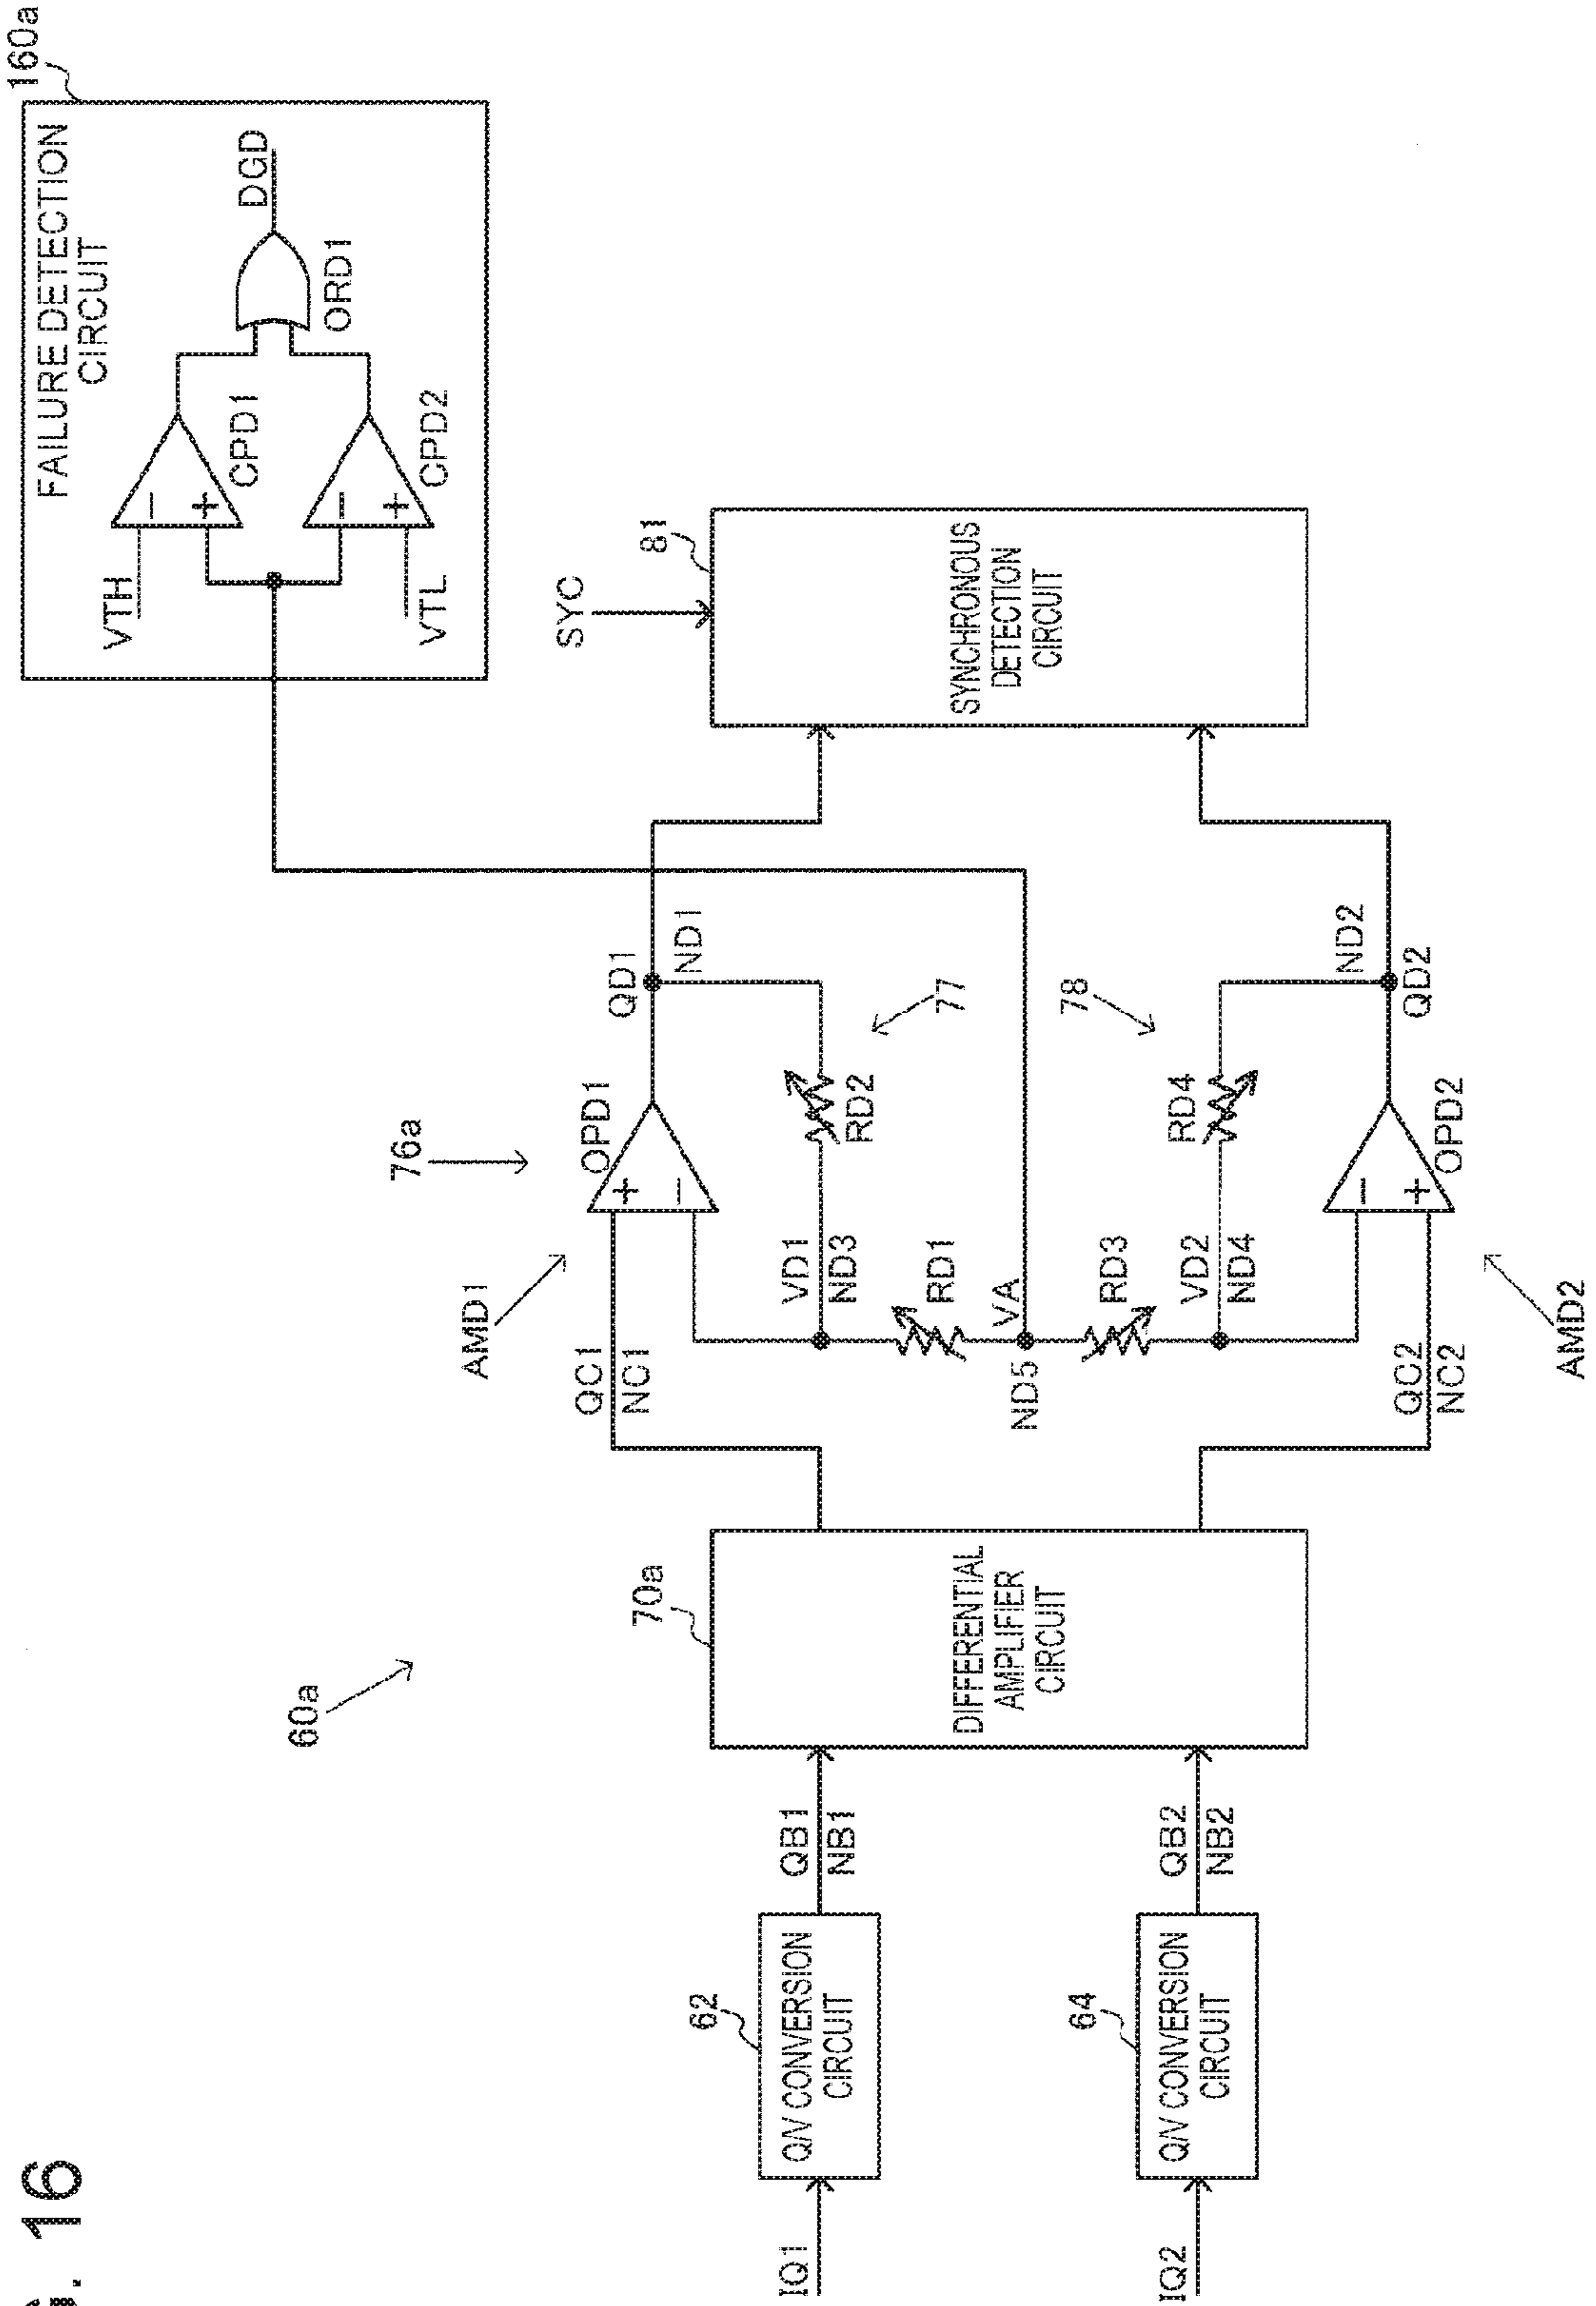 . 16
60a
160a
FAILURE DETECTION
CIRCUIT
VTH
VTL
CPD1
CPD2
ORD1
DGD
76a
AMD1
QC1
NC1
OPD1
+
−
QD1
ND1
SYC
81
SYNCHRONOUS
DETECTION
CIRCUIT
IQ1
62
Q/V CONVERSION
CIRCUIT
QB1
NB1
70a
DIFFERENTIAL
AMPLIFIER
CIRCUIT
VD1
ND3
RD2
77
RD1
VA
ND5
RD3
78
RD4
VD2
ND4
IQ2
64
Q/V CONVERSION
CIRCUIT
QB2
NB2
QC2
NC2
−
+
OPD2
ND2
QD2
AMD2